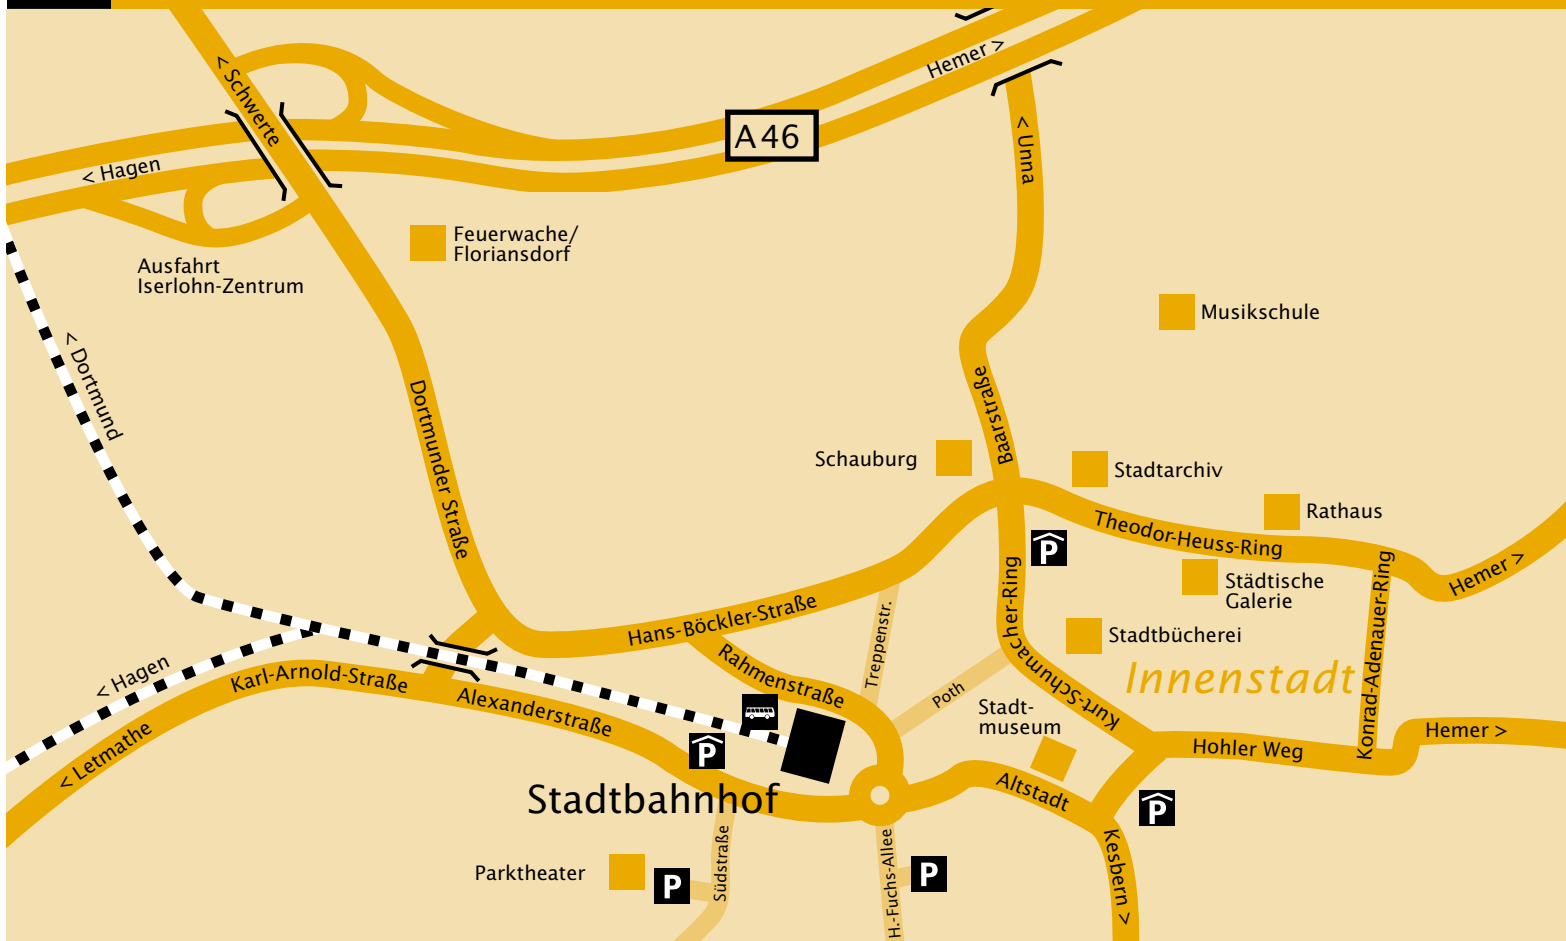 Hemer >
< Schwerte
A 46
< Hagen
< Unna
Feuerwache/
Floriansdorf
Ausfahrt
Iserlohn-Zentrum
Musikschule
< Dortmund
Dortmunder Straße
Baarstraße
Schauburg
Stadtarchiv
Rathaus
Theodor-Heuss-Ring
P
Hemer >
Städtische
Galerie
Hans-Böckler-Straße
Treppenstr.
Kurt-Schumacher-Ring
Stadtbücherei
Konrad-Adenauer-Ring
Innenstadt
< Hagen
Karl-Arnold-Straße
Rahmenstraße
Poth
Alexanderstraße
Stadt-
museum
< Letmathe
P
Hemer >
Hohler Weg
Stadtbahnhof
Altstadt
P
Südstraße
H.-Fuchs-Allee
Kesbern >
Parktheater
P
P